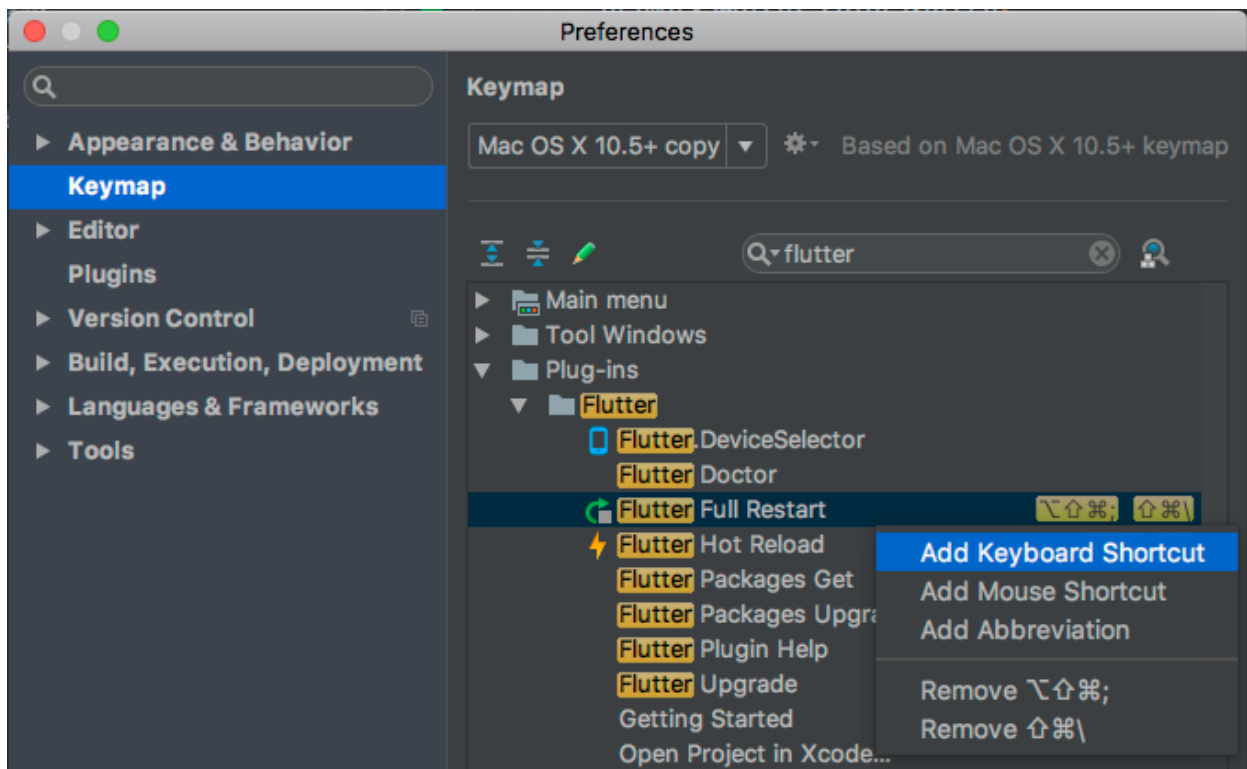 Preferences
Appearance & Behavior
Keymap
Editor
Plugins
Version Control
Build, Execution, Deployment
Languages & Frameworks
Tools
Keymap
Mac OS X 10.5+ copy
Based on Mac OS X 10.5+ keymap
flutter
Main menu
Tool Windows
Plug-ins
Flutter
Flutter.DeviceSelector
Flutter Doctor
Flutter Full Restart ⌥⇧⌘; ⇧⌘\
Flutter Hot Reload
Flutter Packages Get
Flutter Packages Upgra
Flutter Plugin Help
Flutter Upgrade
Getting Started
Open Project in Xcode...
Add Keyboard Shortcut
Add Mouse Shortcut
Add Abbreviation
Remove ⌥⇧⌘;
Remove ⇧⌘\